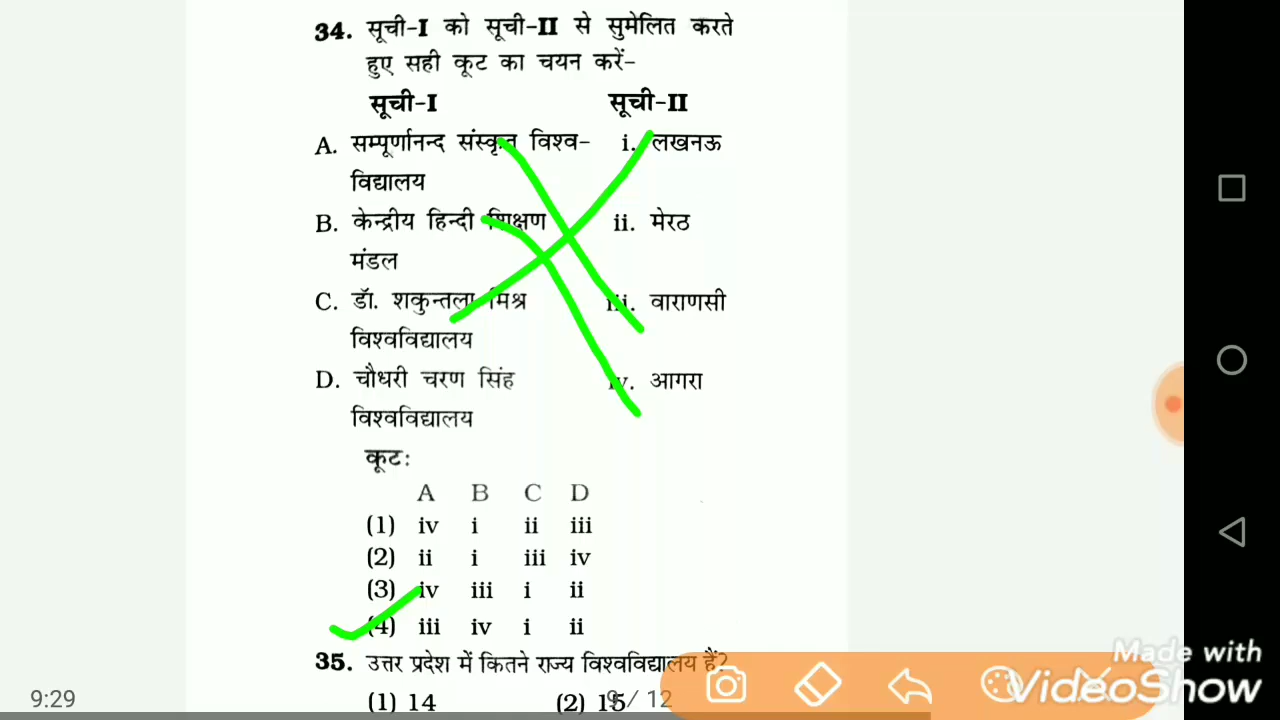 34. सूची-I को सूची-II से सुमेलित करते
हुए सही कूट का चयन करें-
सूची-I सूची-II
A. सम्पूर्णानन्द संस्कृत विश्व- i. लखनऊ
विद्यालय
B. केन्द्रीय हिन्दी शिक्षण ii. मेरठ
मंडल
C. डॉ. शकुन्तला मिश्र iii. वाराणसी
विश्वविद्यालय
D. चौधरी चरण सिंह iv. आगरा
विश्वविद्यालय
कूट:
A B C D
(1) iv i ii iii
(2) ii i iii iv
(3) iv iii i ii
(4) iii iv i ii
35. उत्तर प्रदेश में कितने राज्य विश्वविद्यालय हैं?
(1) 14 (2) 15
9:29
9 / 12
Made with
VideoShow